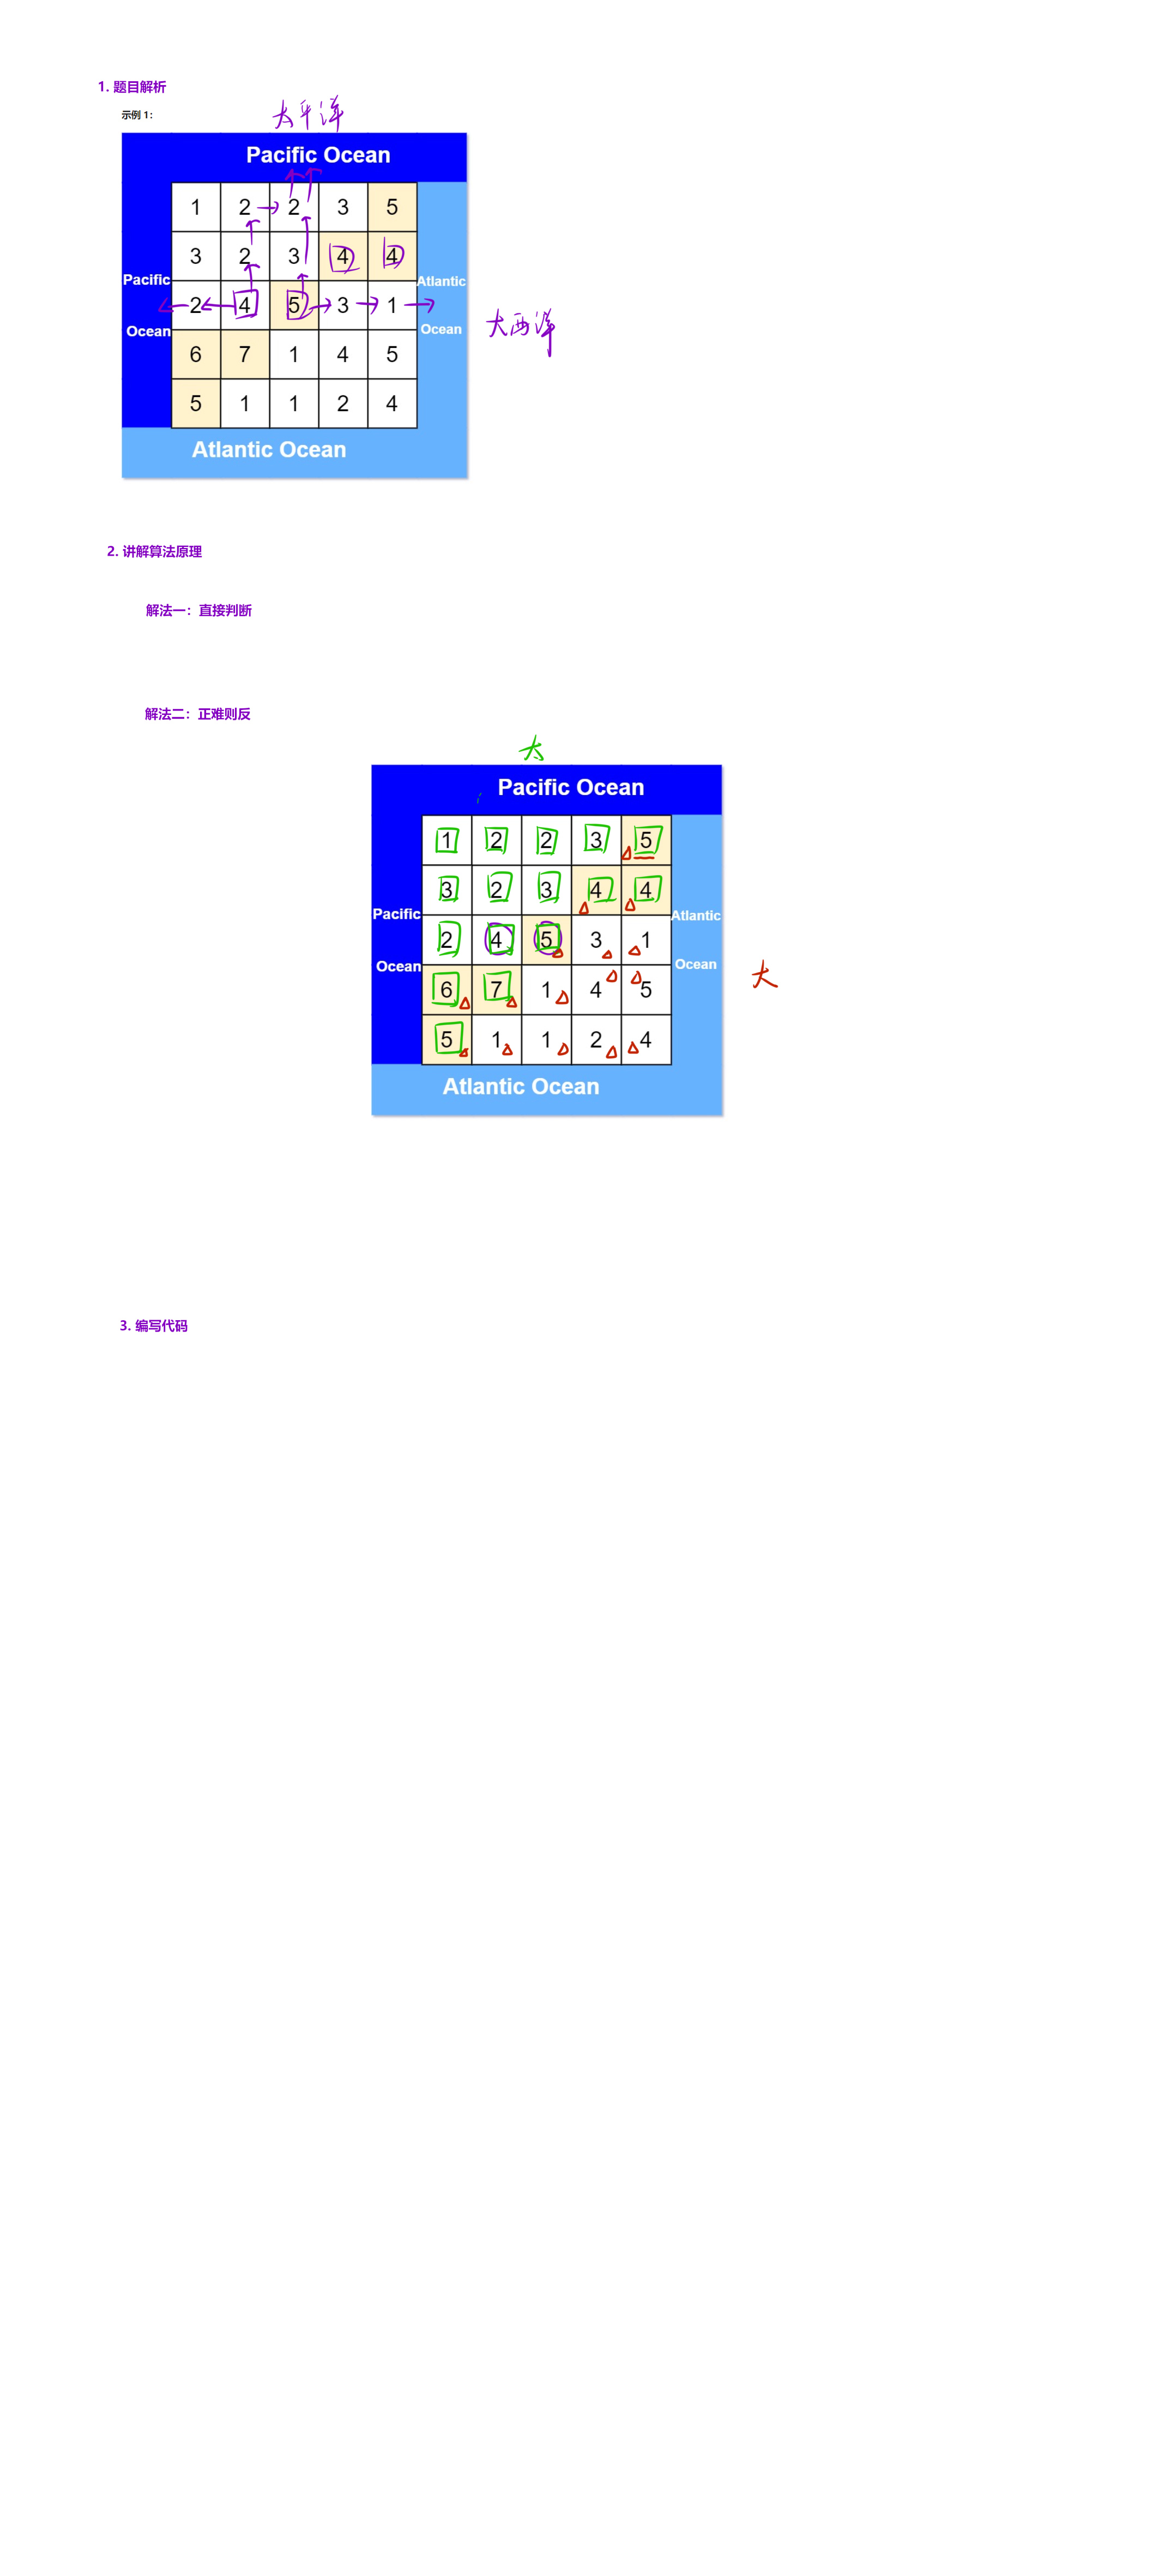 1. 题目解析
示例 1：
太平洋
Pacific Ocean
1 2 2 3 5
3 2 3 4 4
Pacific
Atlantic
2 4 5 3 1
Ocean
Ocean
大西洋
6 7 1 4 5
5 1 1 2 4
Atlantic Ocean
2. 讲解算法原理
解法一：直接判断
解法二：正难则反
太
Pacific Ocean
1 2 2 3 5
3 2 3 4 4
Pacific
Atlantic
2 4 5 3 1
Ocean
Ocean
大
6 7 1 4 5
5 1 1 2 4
Atlantic Ocean
3. 编写代码